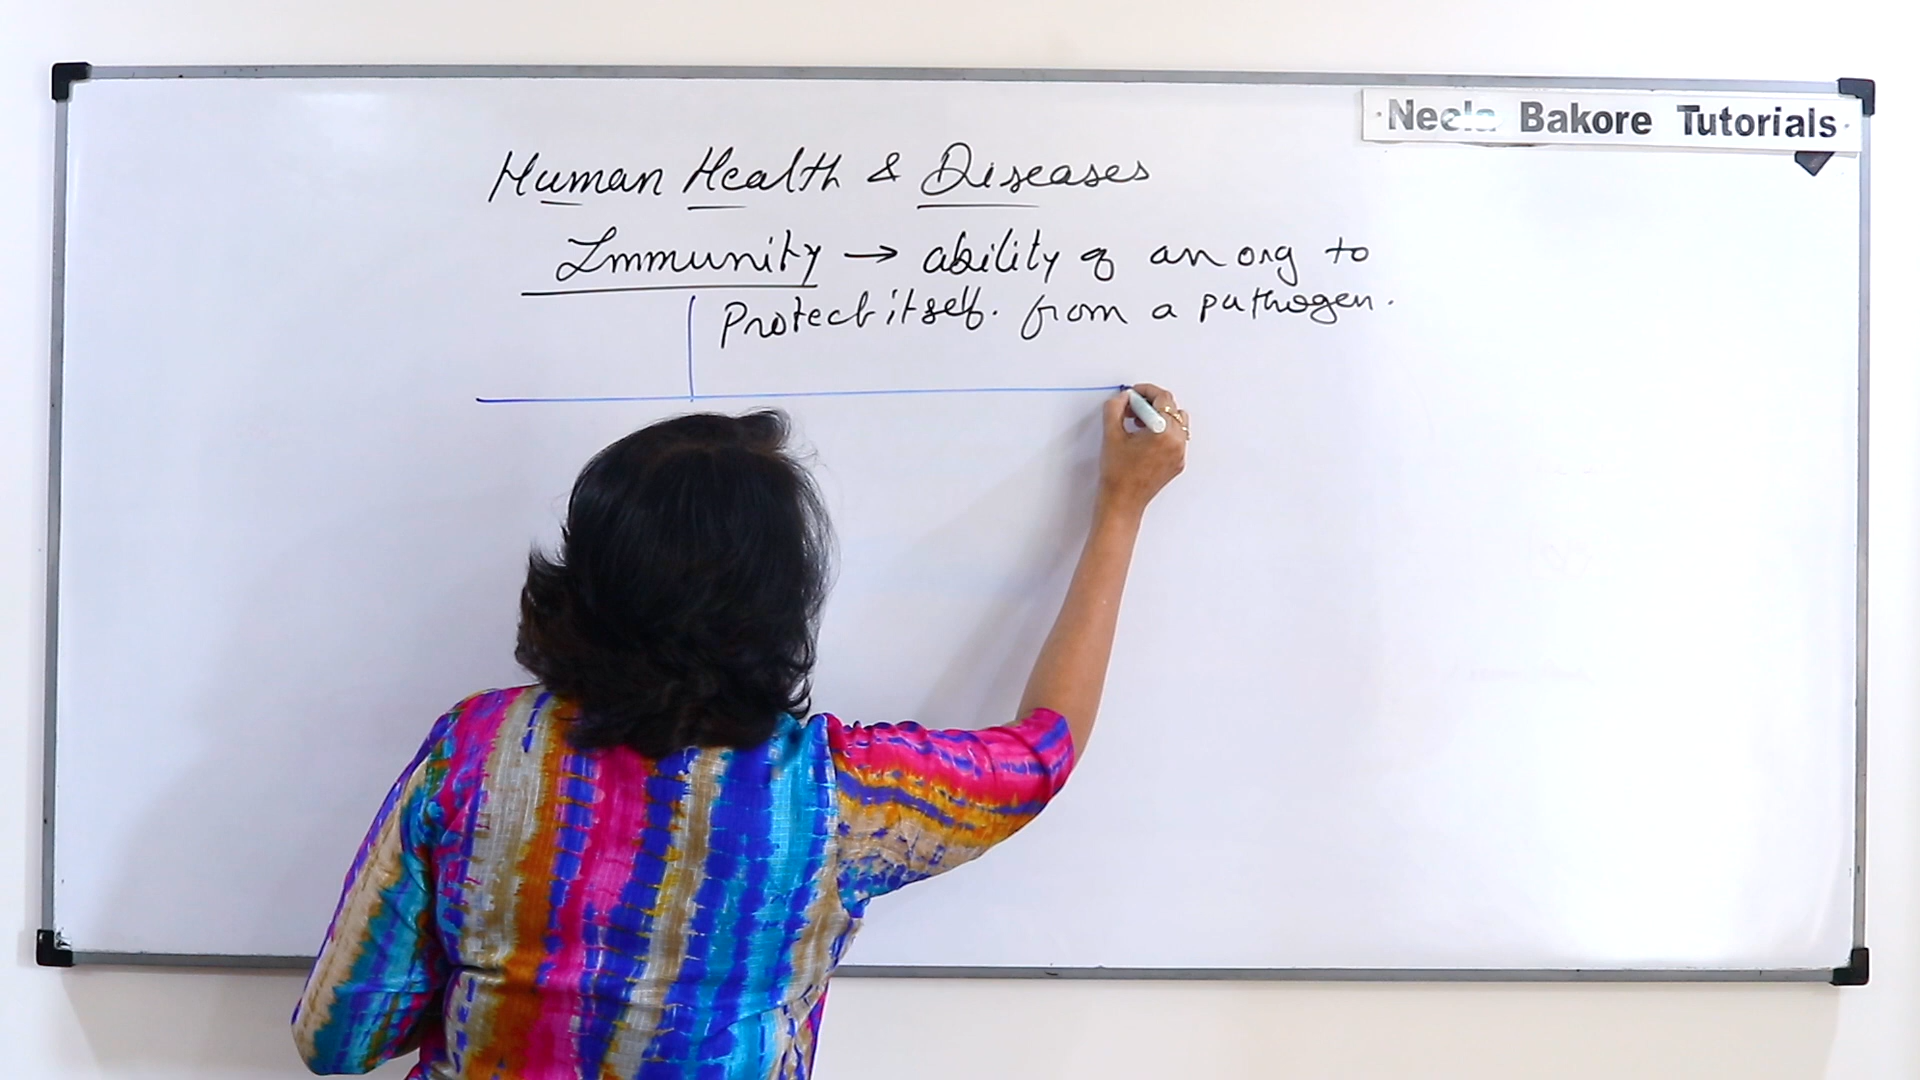 Neela Bakore Tutorials
Human Health & Diseases
Immunity → ability of an org to
Protect itself. from a pathogen.